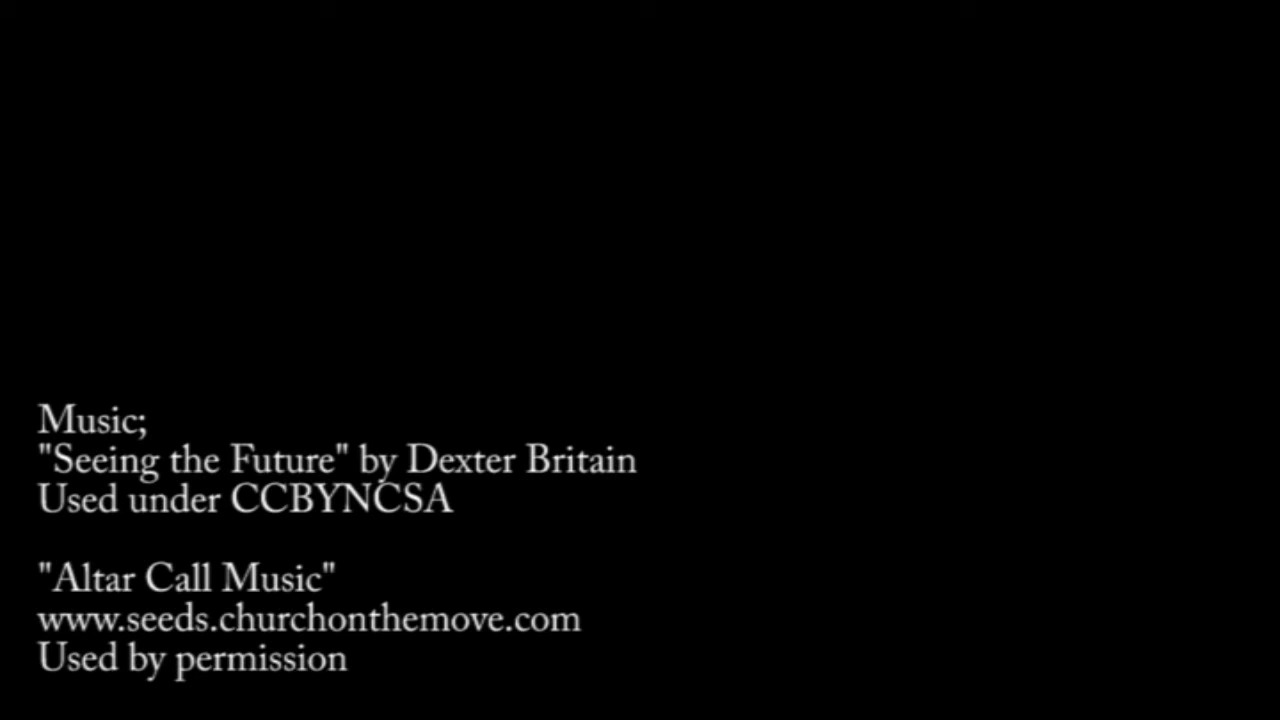 Music;
"Seeing the Future" by Dexter Britain
Used under CCBYNCSA
"Altar Call Music"
www.seeds.churchonthemove.com
Used by permission